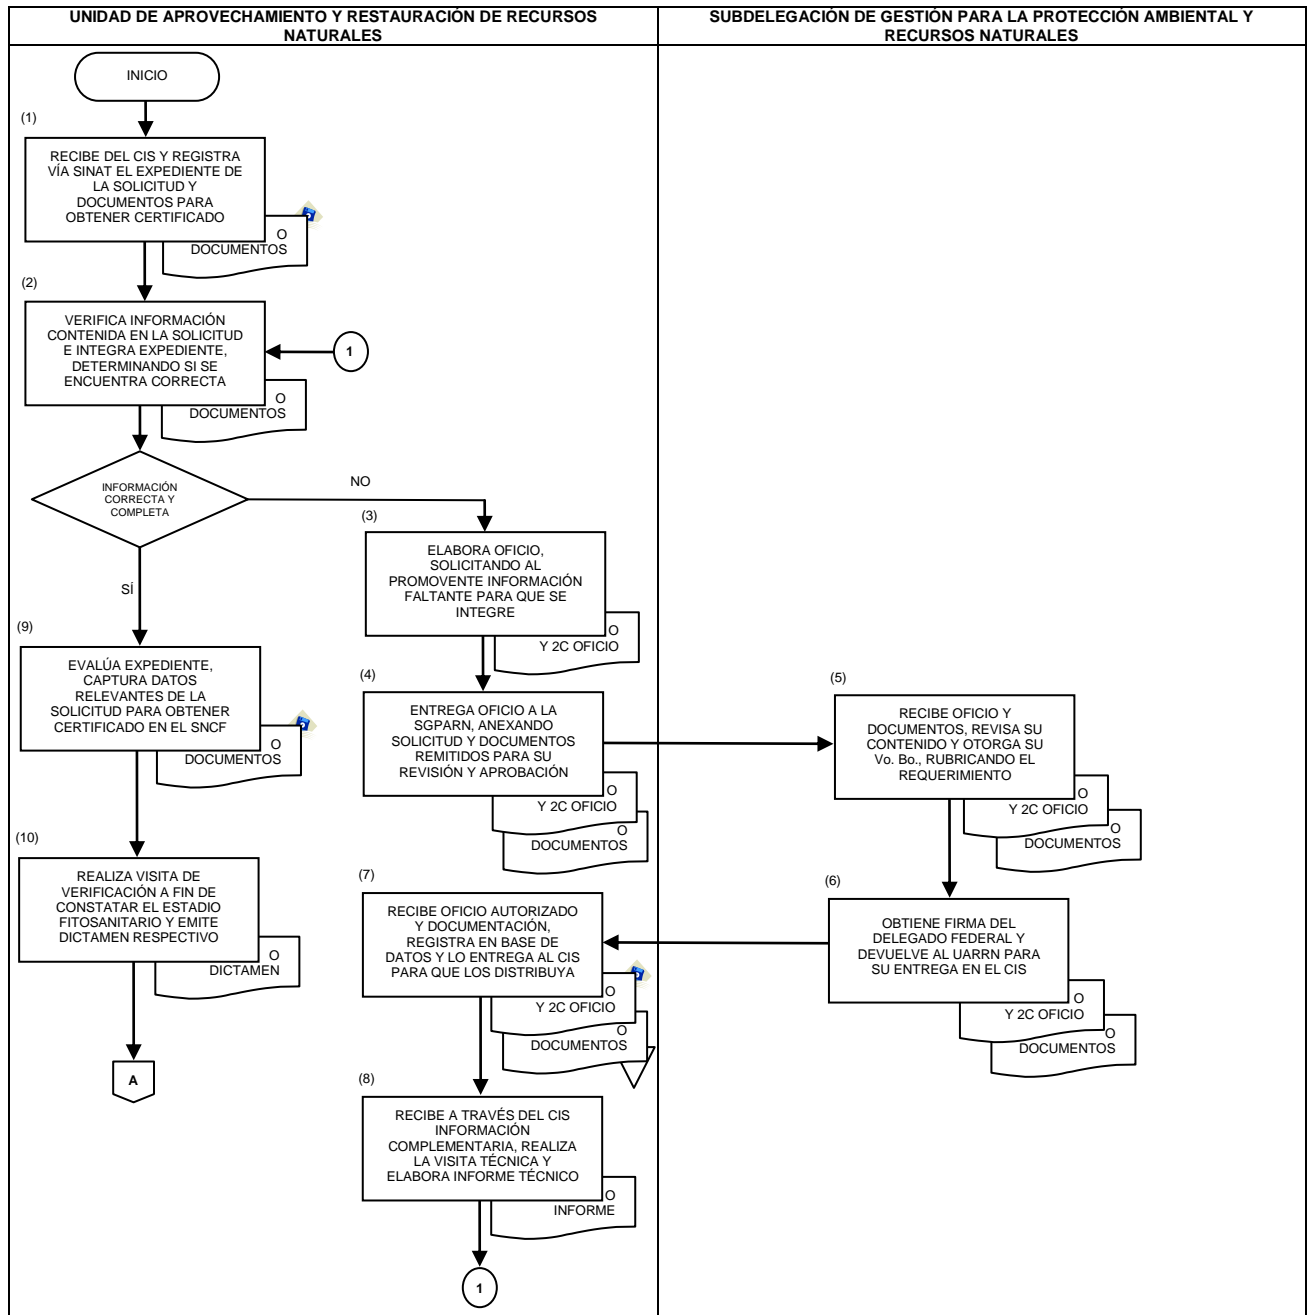 UNIDAD DE APROVECHAMIENTO Y RESTAURACIÓN DE RECURSOS
NATURALES
SUBDELEGACIÓN DE GESTIÓN PARA LA PROTECCIÓN AMBIENTAL Y
RECURSOS NATURALES
INICIO
(1)
RECIBE DEL CIS Y REGISTRA
VÍA SINAT EL EXPEDIENTE DE
LA SOLICITUD Y
DOCUMENTOS PARA
OBTENER CERTIFICADO
O
DOCUMENTOS
(2)
VERIFICA INFORMACIÓN
CONTENIDA EN LA SOLICITUD
E INTEGRA EXPEDIENTE,
DETERMINANDO SI SE
ENCUENTRA CORRECTA
1
O
DOCUMENTOS
INFORMACIÓN
CORRECTA Y
COMPLETA
NO
SÍ
(3)
ELABORA OFICIO,
SOLICITANDO AL
PROMOVENTE INFORMACIÓN
FALTANTE PARA QUE SE
INTEGRE
O
Y 2C OFICIO
(9)
EVALÚA EXPEDIENTE,
CAPTURA DATOS
RELEVANTES DE LA
SOLICITUD PARA OBTENER
CERTIFICADO EN EL SNCF
O
DOCUMENTOS
(4)
ENTREGA OFICIO A LA
SGPARN, ANEXANDO
SOLICITUD Y DOCUMENTOS
REMITIDOS PARA SU
REVISIÓN Y APROBACIÓN
O
Y 2C OFICIO
O
DOCUMENTOS
(5)
RECIBE OFICIO Y
DOCUMENTOS, REVISA SU
CONTENIDO Y OTORGA SU
Vo. Bo., RUBRICANDO EL
REQUERIMIENTO
O
Y 2C OFICIO
O
DOCUMENTOS
(10)
REALIZA VISITA DE
VERIFICACIÓN A FIN DE
CONSTATAR EL ESTADIO
FITOSANITARIO Y EMITE
DICTAMEN RESPECTIVO
O
DICTAMEN
A
(7)
RECIBE OFICIO AUTORIZADO
Y DOCUMENTACIÓN,
REGISTRA EN BASE DE
DATOS Y LO ENTREGA AL CIS
PARA QUE LOS DISTRIBUYA
O
Y 2C OFICIO
O
DOCUMENTOS
(6)
OBTIENE FIRMA DEL
DELEGADO FEDERAL Y
DEVUELVE AL UARRN PARA
SU ENTREGA EN EL CIS
O
Y 2C OFICIO
O
DOCUMENTOS
(8)
RECIBE A TRAVÉS DEL CIS
INFORMACIÓN
COMPLEMENTARIA, REALIZA
LA VISITA TÉCNICA Y
ELABORA INFORME TÉCNICO
O
INFORME
1